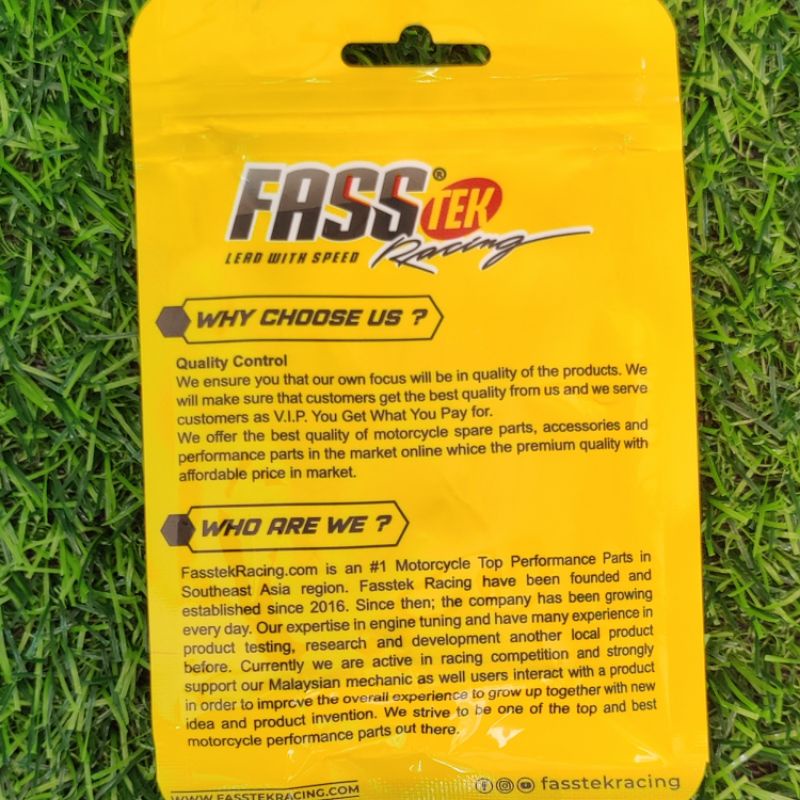 FASS® TEK
LEAD WITH SPEED Racing
WHY CHOOSE US ?
Quality Control
We ensure you that our own focus will be in quality of the products. We
will make sure that customers get the best quality from us and we serve
customers as V.I.P. You Get What You Pay for.
We offer the best quality of motorcycle spare parts, accessories and
performance parts in the market online whice the premium quality with
affordable price in market.
WHO ARE WE ?
FasstekRacing.com is an #1 Motorcycle Top Performance Parts in
Southeast Asia region. Fasstek Racing have been founded and
established since 2016. Since then; the company has been growing
every day. Our expertise in engine tuning and have many experience in
product testing, research and development another local product
before. Currently we are active in racing competition and strongly
support our Malaysian mechanic as well users interact with a product
in order to improve the overall experience to grow up together with new
idea and product invention. We strive to be one of the top and best
motorcycle performance parts out there.
WWW.FASSTEKRACING.COM fasstekracing